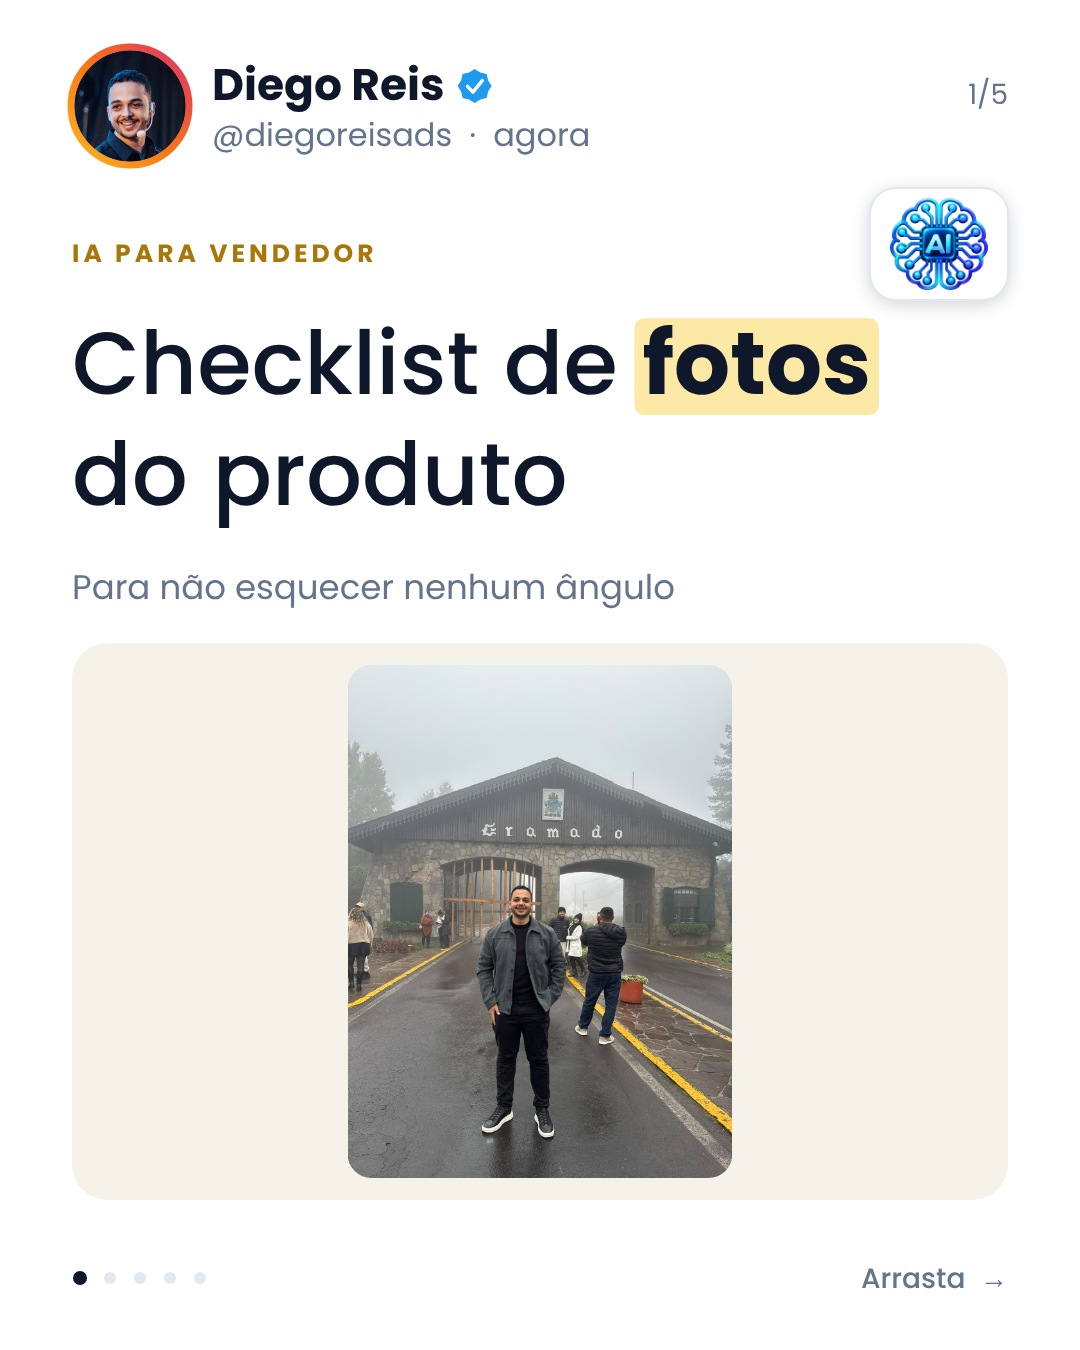 Diego Reis
@diegoreisads · agora
1/5
AI
IA PARA VENDEDOR
Checklist de fotos
do produto
Para não esquecer nenhum ângulo
Gramado
Arrasta →